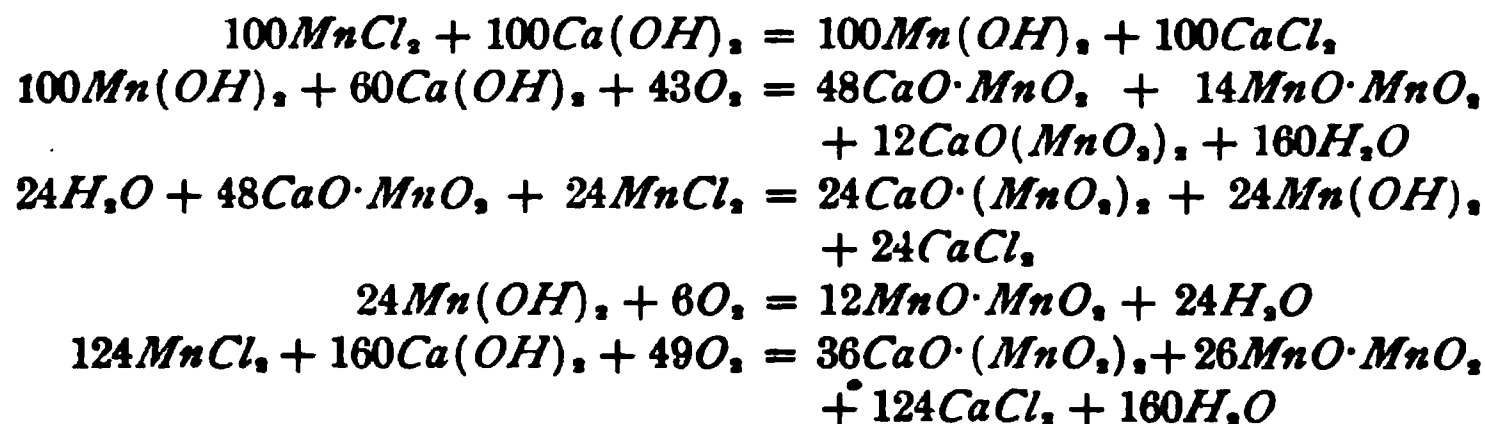 100MnCl₂ + 100Ca(OH)₂ = 100Mn(OH)₂ + 100CaCl₂
100Mn(OH)₂ + 60Ca(OH)₂ + 43O₂ = 48CaO·MnO₂ + 14MnO·MnO₂
+ 12CaO(MnO₂)₂ + 160H₂O
24H₂O + 48CaO·MnO₂ + 24MnCl₂ = 24CaO·(MnO₂)₂ + 24Mn(OH)₂
+ 24CaCl₂
24Mn(OH)₂ + 6O₂ = 12MnO·MnO₂ + 24H₂O
124MnCl₂ + 160Ca(OH)₂ + 49O₂ = 36CaO·(MnO₂)₂+26MnO·MnO₂
+ 124CaCl₂ + 160H₂O